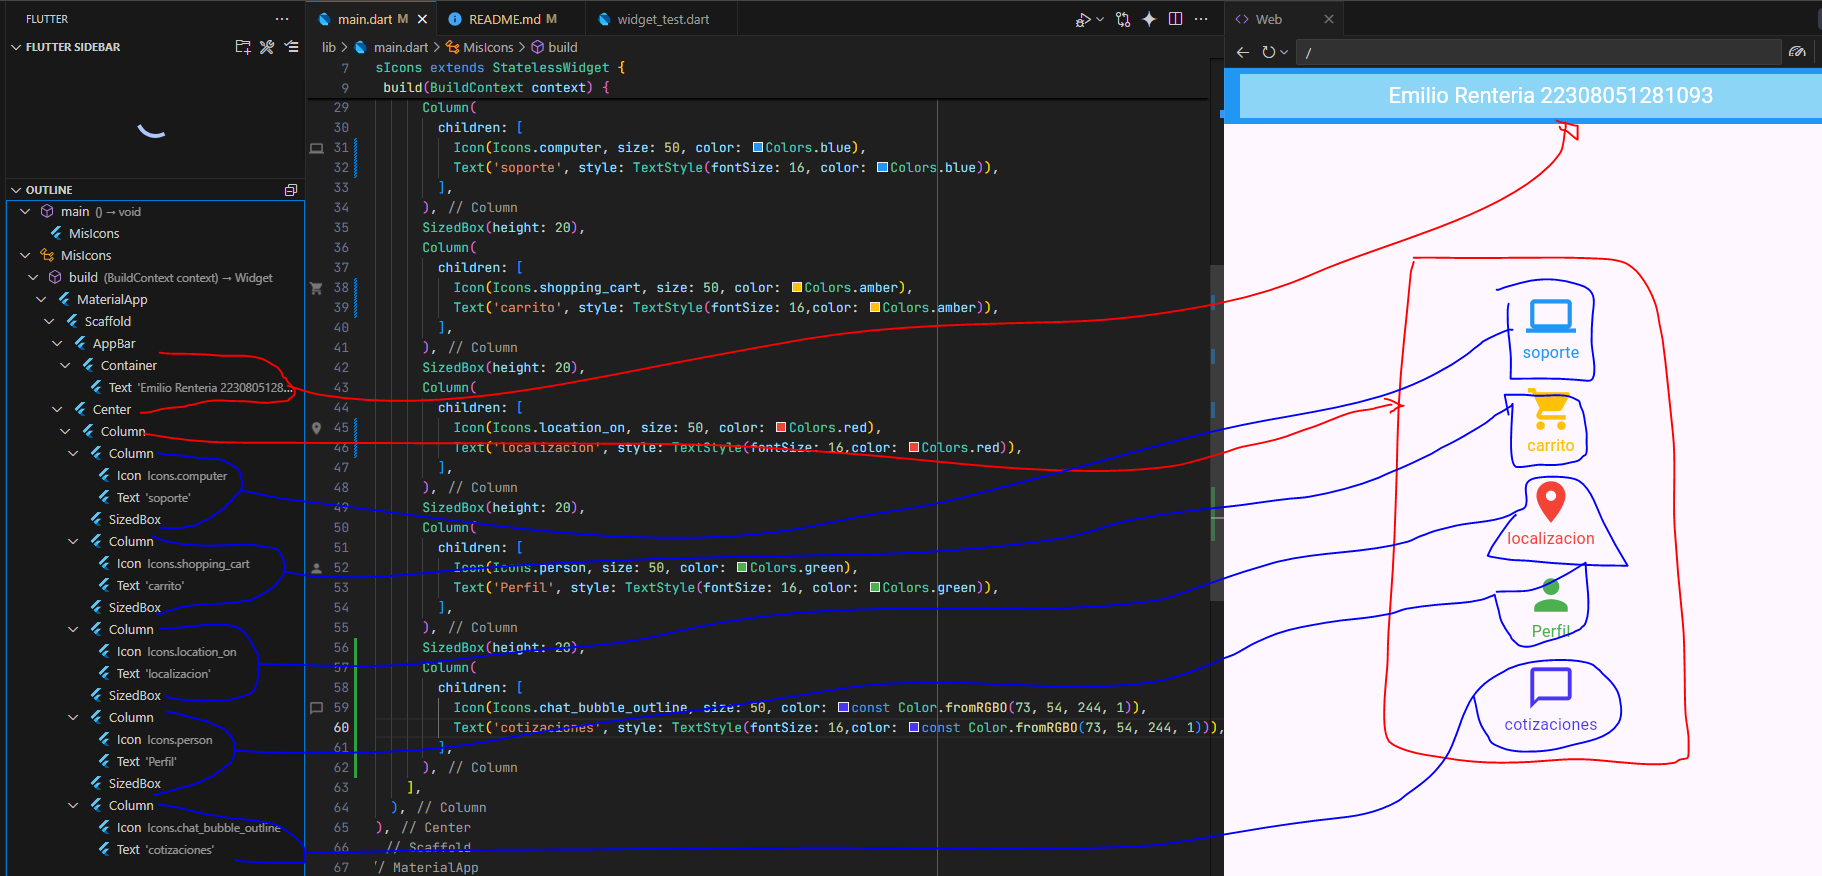 FLUTTER
FLUTTER SIDEBAR
OUTLINE
main () → void
MisIcons
MisIcons
build (BuildContext context) → Widget
MaterialApp
Scaffold
AppBar
Container
Text 'Emilio Renteria 2230805128...
Center
Column
Column
Icon Icons.computer
Text 'soporte'
SizedBox
Column
Icon Icons.shopping_cart
Text 'carrito'
SizedBox
Column
Icon Icons.location_on
Text 'localizacion'
SizedBox
Column
Icon Icons.person
Text 'Perfil'
SizedBox
Column
Icon Icons.chat_bubble_outline
Text 'cotizaciones'
main.dart M
README.md M
widget_test.dart
lib > main.dart > MisIcons > build
7 sIcons extends StatelessWidget {
9 build(BuildContext context) {
29 Column(
30 children: [
31 Icon(Icons.computer, size: 50, color: Colors.blue),
32 Text('soporte', style: TextStyle(fontSize: 16, color: Colors.blue)),
33 ],
34 ), // Column
35 SizedBox(height: 20),
36 Column(
37 children: [
38 Icon(Icons.shopping_cart, size: 50, color: Colors.amber),
39 Text('carrito', style: TextStyle(fontSize: 16,color: Colors.amber)),
40 ],
41 ), // Column
42 SizedBox(height: 20),
43 Column(
44 children: [
45 Icon(Icons.location_on, size: 50, color: Colors.red),
46 Text('localizacion', style: TextStyle(fontSize: 16,color: Colors.red)),
47 ],
48 ), // Column
49 SizedBox(height: 20),
50 Column(
51 children: [
52 Icon(Icons.person, size: 50, color: Colors.green),
53 Text('Perfil', style: TextStyle(fontSize: 16, color: Colors.green)),
54 ],
55 ), // Column
56 SizedBox(height: 20),
57 Column(
58 children: [
59 Icon(Icons.chat_bubble_outline, size: 50, color: const Color.fromRGBO(73, 54, 244, 1)),
60 Text('cotizaciones', style: TextStyle(fontSize: 16,color: const Color.fromRGBO(73, 54, 244, 1))),
61 ],
62 ), // Column
63 ],
64 ), // Column
65 ), // Center
66 // Scaffold
67 // MaterialApp
Web
/
Emilio Renteria 22308051281093
soporte
carrito
localizacion
Perfil
cotizaciones